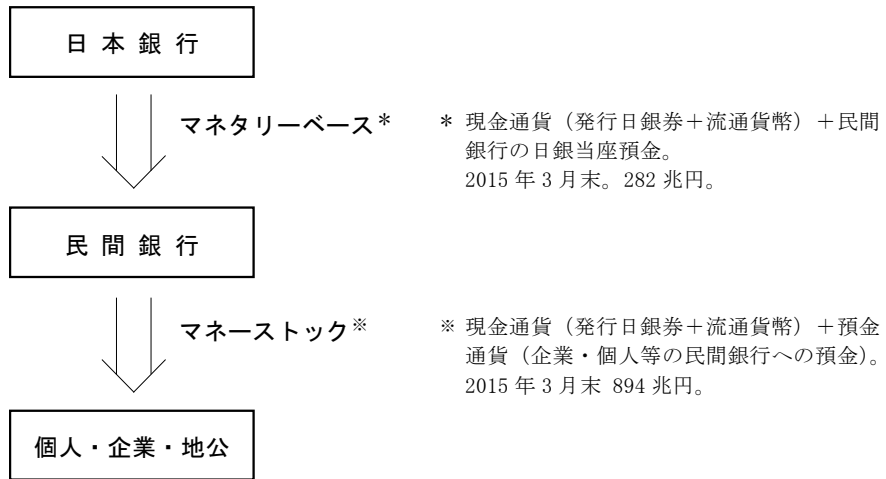 日 本 銀 行
マネタリーベース*
* 現金通貨（発行日銀券＋流通貨幣）＋民間
銀行の日銀当座預金。
2015 年 3 月末。282 兆円。
民 間 銀 行
マネーストック※
※ 現金通貨（発行日銀券＋流通貨幣）＋預金
通貨（企業・個人等の民間銀行への預金）。
2015 年 3 月末 894 兆円。
個人・企業・地公